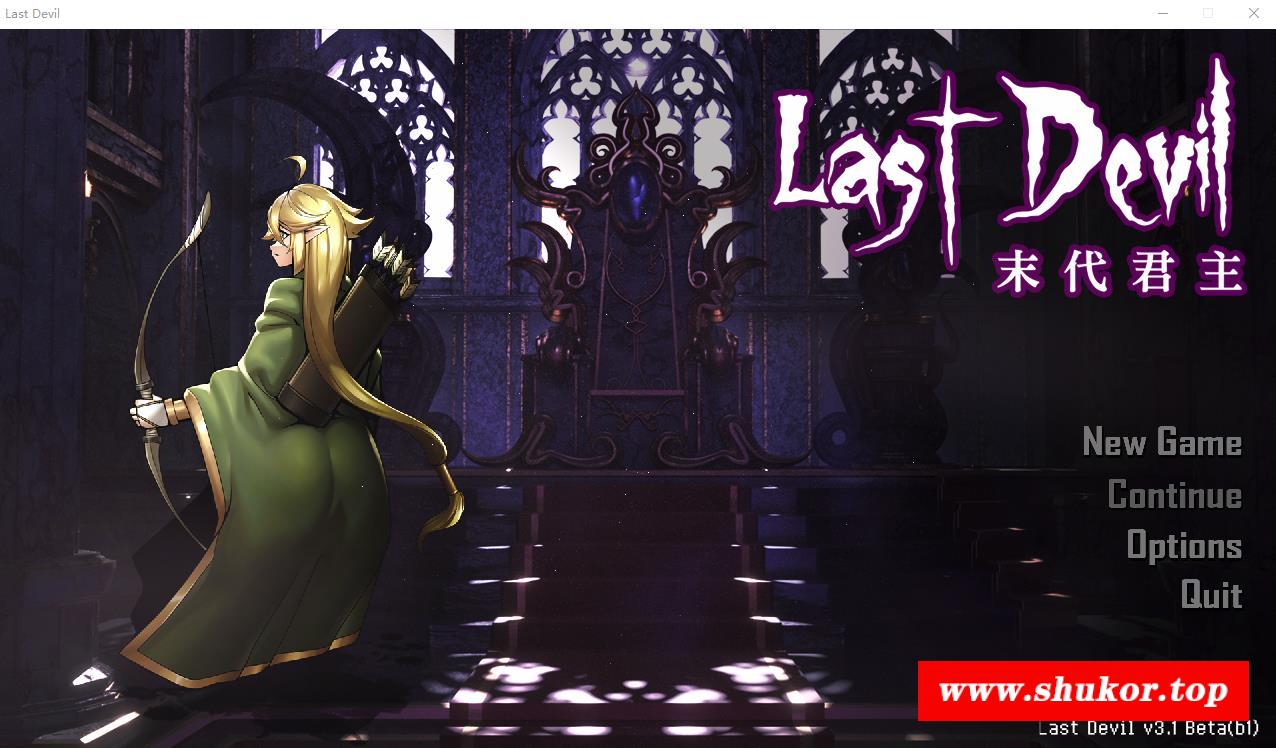 Last Devil
Last Devil
末代君主
New Game
Continue
Options
Quit
www.shukor.top
Last Devil v3.1 Beta(b1)